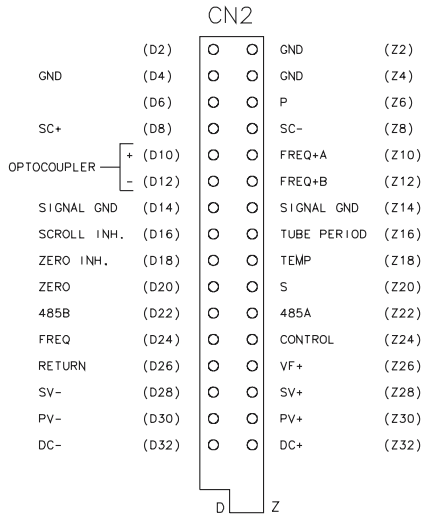 CN2
(D2) GND (Z2)
GND (D4) GND (Z4)
(D6) P (Z6)
SC+ (D8) SC- (Z8)
OPTOCOUPLER + (D10) FREQ+A (Z10)
- (D12) FREQ+B (Z12)
SIGNAL GND (D14) SIGNAL GND (Z14)
SCROLL INH. (D16) TUBE PERIOD (Z16)
ZERO INH. (D18) TEMP (Z18)
ZERO (D20) S (Z20)
485B (D22) 485A (Z22)
FREQ (D24) CONTROL (Z24)
RETURN (D26) VF+ (Z26)
SV- (D28) SV+ (Z28)
PV- (D30) PV+ (Z30)
DC- (D32) DC+ (Z32)
D Z